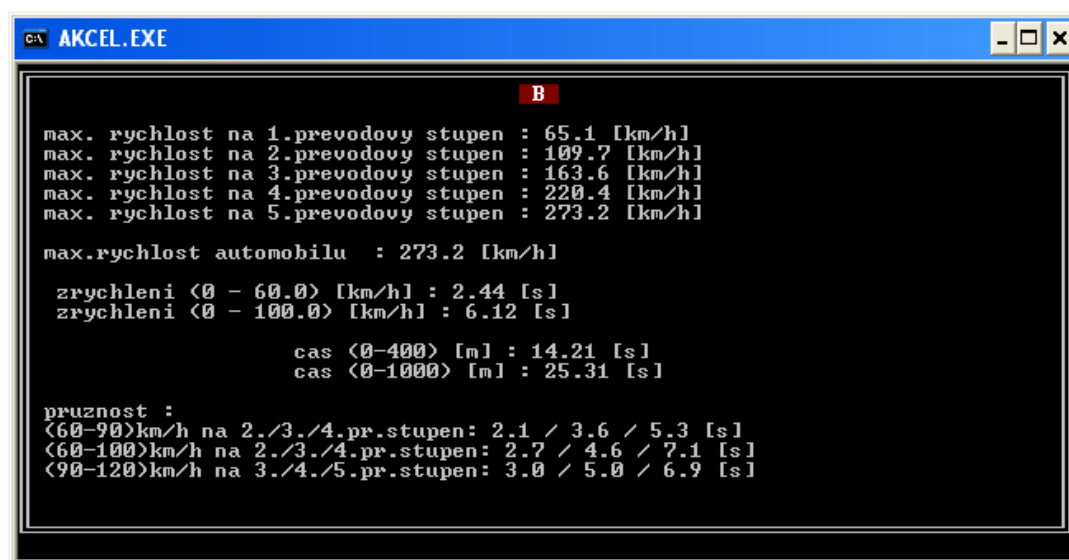 AKCEL.EXE
B
max. rychlost na 1.prevodovy stupen : 65.1 [km/h]
max. rychlost na 2.prevodovy stupen : 109.7 [km/h]
max. rychlost na 3.prevodovy stupen : 163.6 [km/h]
max. rychlost na 4.prevodovy stupen : 220.4 [km/h]
max. rychlost na 5.prevodovy stupen : 273.2 [km/h]
max.rychlost automobilu : 273.2 [km/h]
zrychleni (0 - 60.0) [km/h] : 2.44 [s]
zrychleni (0 - 100.0) [km/h] : 6.12 [s]
cas (0-400) [m] : 14.21 [s]
cas (0-1000) [m] : 25.31 [s]
pruznost :
(60-90)km/h na 2./3./4.pr.stupen: 2.1 / 3.6 / 5.3 [s]
(60-100)km/h na 2./3./4.pr.stupen: 2.7 / 4.6 / 7.1 [s]
(90-120)km/h na 3./4./5.pr.stupen: 3.0 / 5.0 / 6.9 [s]